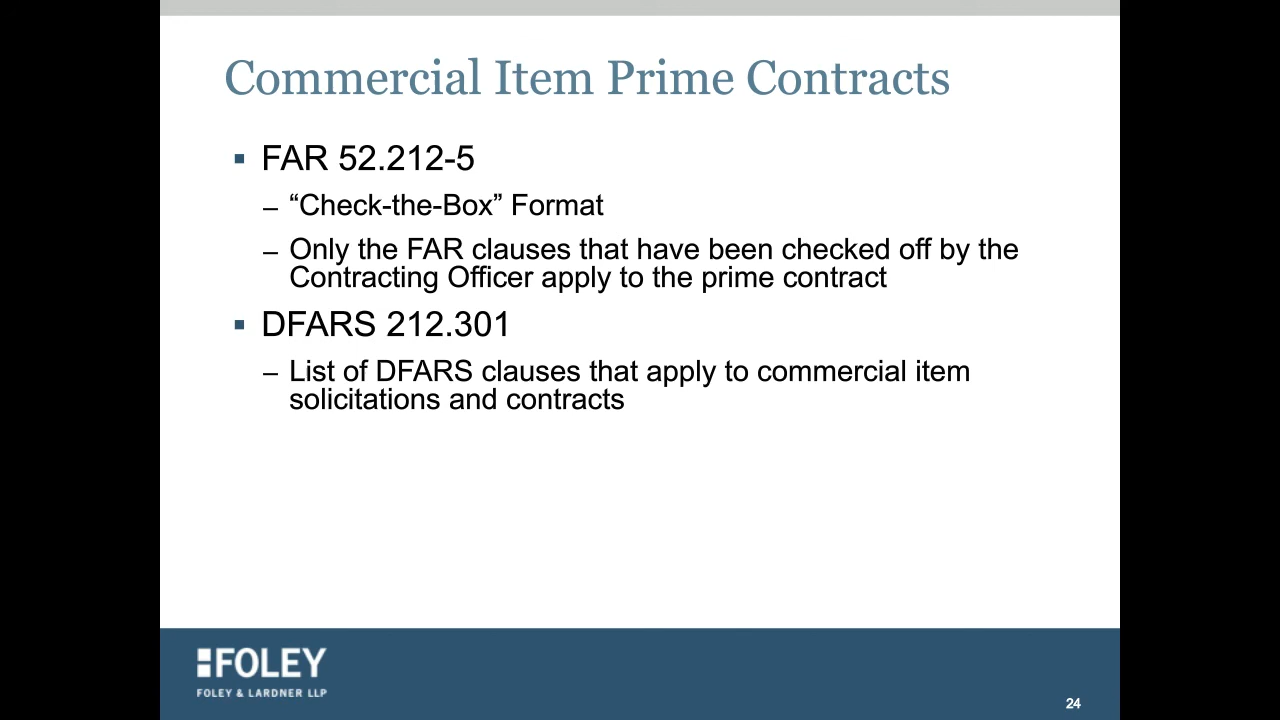 Commercial Item Prime Contracts
▪ FAR 52.212-5
– “Check-the-Box” Format
– Only the FAR clauses that have been checked off by the
Contracting Officer apply to the prime contract
▪ DFARS 212.301
– List of DFARS clauses that apply to commercial item
solicitations and contracts
FOLEY
FOLEY & LARDNER LLP
24